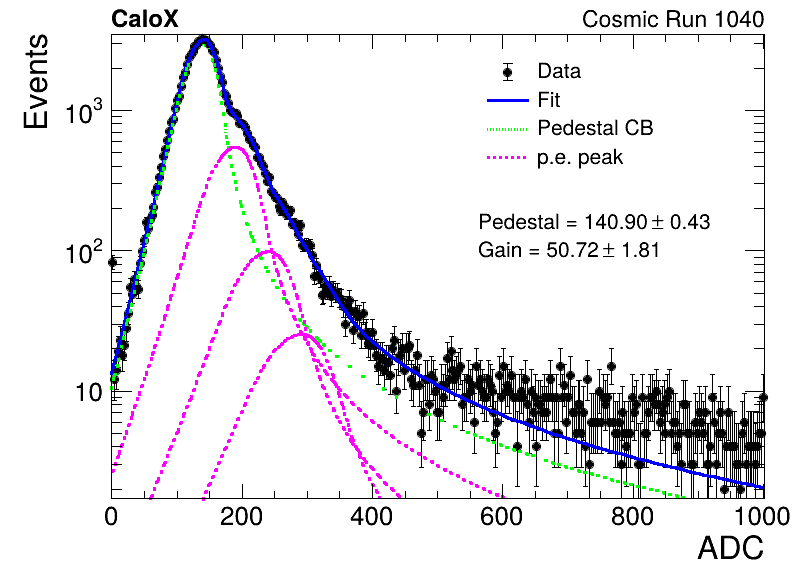 CaloX Cosmic Run 1040
Events
Data
Fit
Pedestal CB
p.e. peak
Pedestal = 140.90 ± 0.43
Gain = 50.72 ± 1.81
10³
10²
10
0 200 400 600 800 1000
ADC